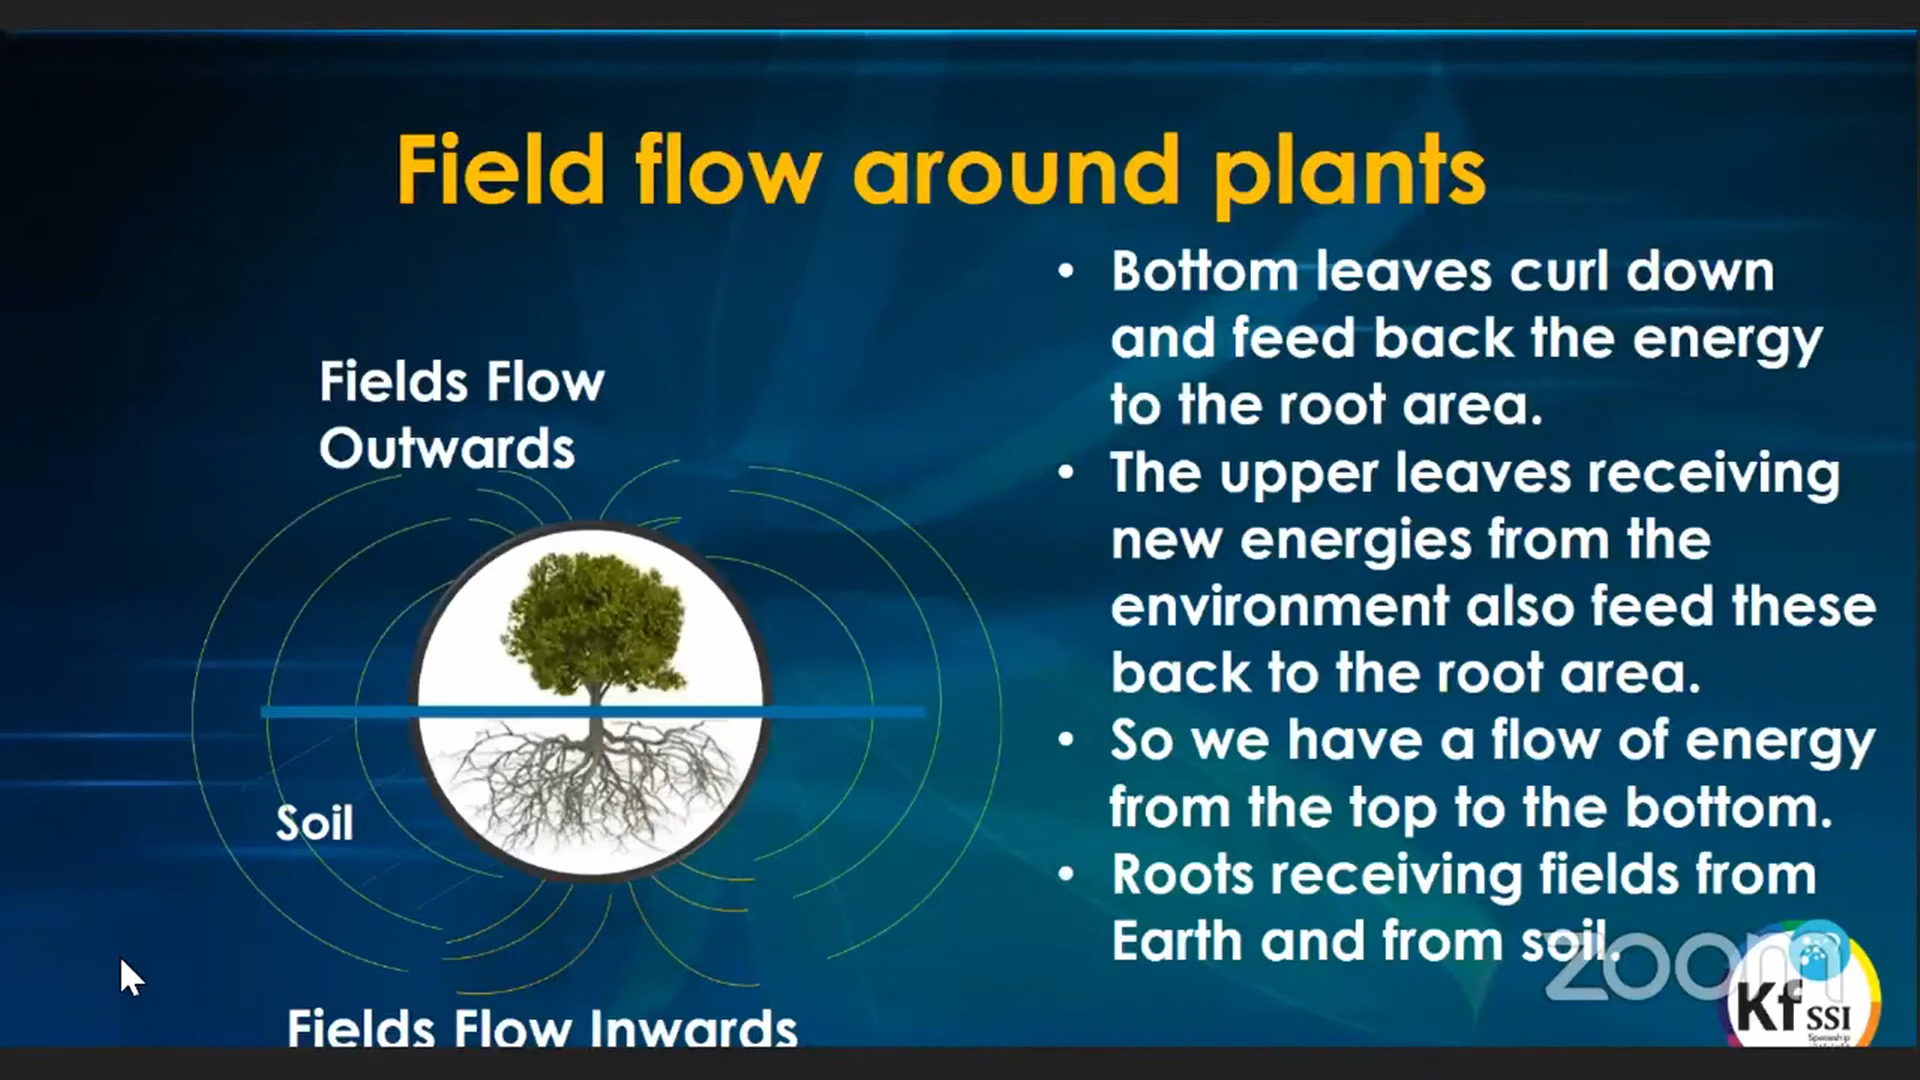 Field flow around plants
Fields Flow
Outwards
Soil
Fields Flow Inwards
• Bottom leaves curl down
and feed back the energy
to the root area.
• The upper leaves receiving
new energies from the
environment also feed these
back to the root area.
• So we have a flow of energy
from the top to the bottom.
• Roots receiving fields from
Earth and from soil.
zoom
Kf SSI
Spaceship